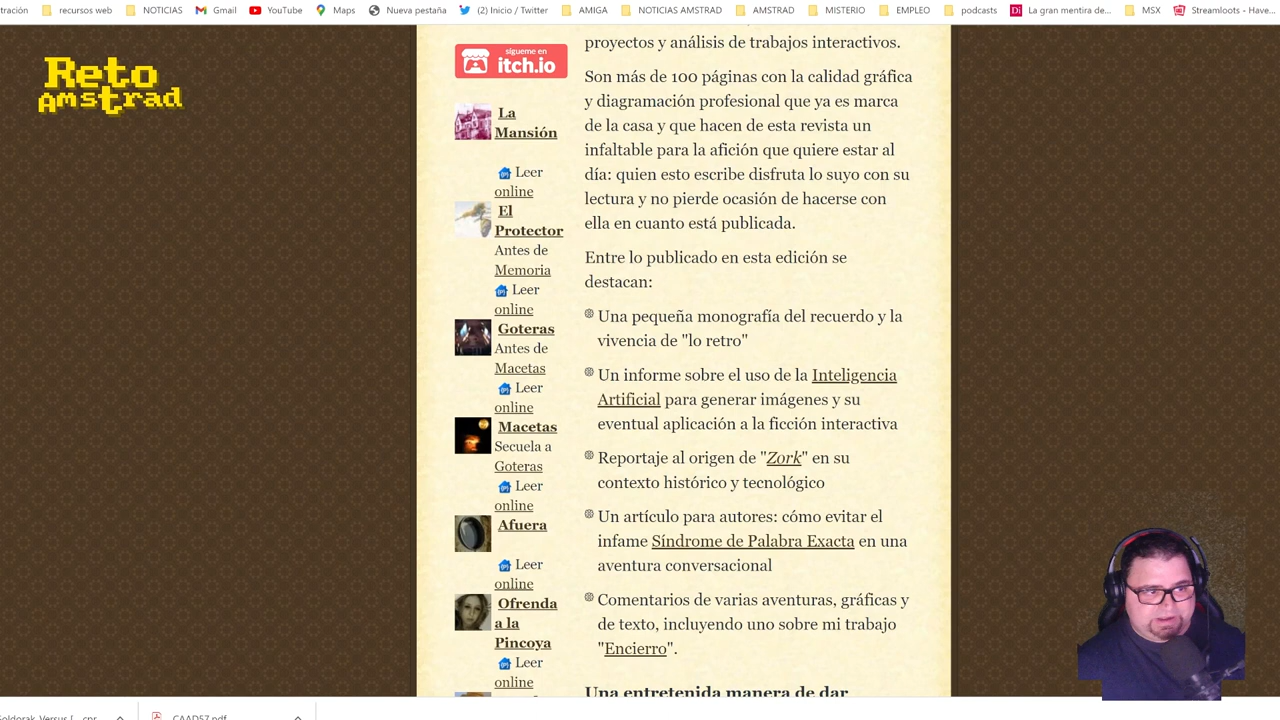 tración
recursos web
NOTICIAS
Gmail
YouTube
Maps
Nueva pestaña
(2) Inicio / Twitter
AMIGA
NOTICIAS AMSTRAD
AMSTRAD
MISTERIO
EMPLEO
podcasts
La gran mentira de...
MSX
Streamloots - Have...
Reto
Amstrad
sígueme en
itch.io
La
Mansión
Leer
online
El
Protector
Antes de
Memoria
Leer
online
Goteras
Antes de
Macetas
Leer
online
Macetas
Secuela a
Goteras
Leer
online
Afuera
Leer
online
Ofrenda
a la
Pincoya
Leer
online
proyectos y análisis de trabajos interactivos.
Son más de 100 páginas con la calidad gráfica
y diagramación profesional que ya es marca
de la casa y que hacen de esta revista un
infaltable para la afición que quiere estar al
día: quien esto escribe disfruta lo suyo con su
lectura y no pierde ocasión de hacerse con
ella en cuanto está publicada.
Entre lo publicado en esta edición se
destacan:
Una pequeña monografía del recuerdo y la
vivencia de "lo retro"
Un informe sobre el uso de la Inteligencia
Artificial para generar imágenes y su
eventual aplicación a la ficción interactiva
Reportaje al origen de "Zork" en su
contexto histórico y tecnológico
Un artículo para autores: cómo evitar el
infame Síndrome de Palabra Exacta en una
aventura conversacional
Comentarios de varias aventuras, gráficas y
de texto, incluyendo uno sobre mi trabajo
"Encierro".
Una entretenida manera de dar
CAAD57.pdf